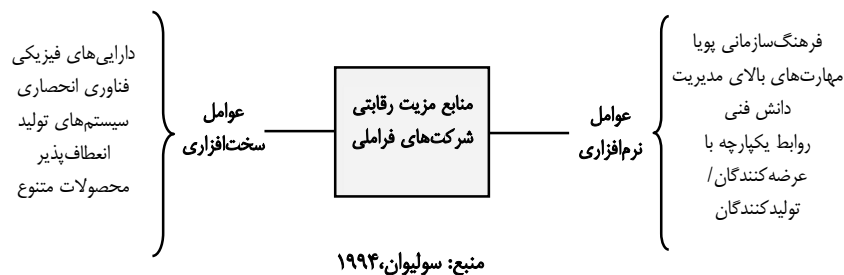 فرهنگ‌سازمانی پویا
مهارت‌های بالای مدیریت
دانش فنی
روابط یکپارچه با
عرضه‌کنندگان/
تولیدکنندگان
عوامل
نرم‌افزاری
منابع مزیت رقابتی
شرکت‌های فراملی
عوامل
سخت‌افزاری
دارایی‌های فیزیکی
فناوری انحصاری
سیستم‌های تولید
انعطاف‌پذیر
محصولات متنوع
منبع: سولیوان،۱۹۹۴